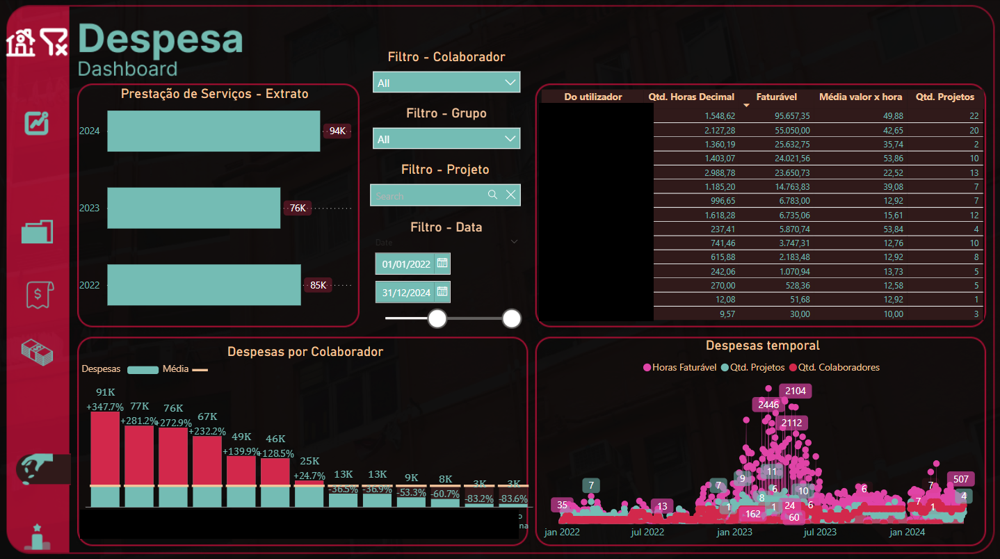 Despesa
Dashboard
Prestação de Serviços - Extrato
2024
94K
2023
76K
2022
85K
Filtro - Colaborador
All
Filtro - Grupo
All
Filtro - Projeto
Search
Filtro - Data
Date
01/01/2022
31/12/2024
Do utilizador Qtd. Horas Decimal Faturável Média valor x hora Qtd. Projetos
1.548,62 95.657,35 49,88 22
2.127,28 55.050,00 42,65 20
1.360,19 25.632,75 35,74 2
1.403,07 24.021,56 53,86 10
2.988,78 23.650,73 22,52 13
1.185,20 14.763,83 39,08 7
996,65 6.783,00 12,92 7
1.618,28 6.735,06 15,61 12
237,41 5.870,74 53,84 4
741,46 3.747,31 12,76 10
615,88 2.183,48 12,92 8
242,06 1.070,94 13,73 5
270,00 528,36 12,58 5
12,08 51,68 12,92 1
9,57 30,00 10,00 3
Despesas por Colaborador
Despesas Média
91K
+347.7%
77K
+281.2%
76K
+272.9%
67K
+232.2%
49K
+139.9%
46K
+128.5%
25K
+24.7%
13K
-36.5%
13K
-36.9%
9K
-53.3%
8K
-60.7%
3K
-83.2%
3K
-83.6%
o
na
Despesas temporal
Horas Faturável Qtd. Projetos Qtd. Colaboradores
2104
2446
2112
7
35
13
7
9
11
1
8
6
10
162
1
24
60
6
6
7
7
1
507
4
jan 2022 jul 2022 jan 2023 jul 2023 jan 2024